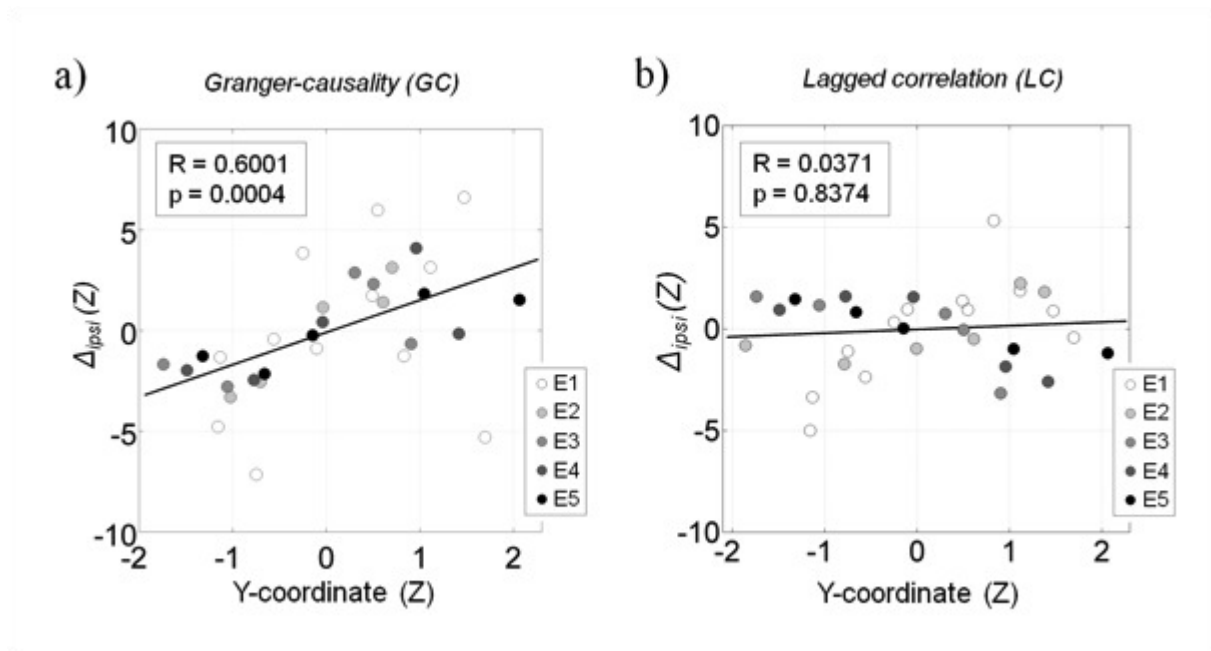 a)
Granger-causality (GC)
R = 0.6001
p = 0.0004
10
5
0
-5
-10
Δipsi (Z)
-2 -1 0 1 2
Y-coordinate (Z)
E1
E2
E3
E4
E5
b)
Lagged correlation (LC)
R = 0.0371
p = 0.8374
10
5
0
-5
-10
Δipsi (Z)
-2 -1 0 1 2
Y-coordinate (Z)
E1
E2
E3
E4
E5